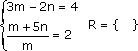 3m – 2n = 4
(m + 5n)/m = 2
R = { }